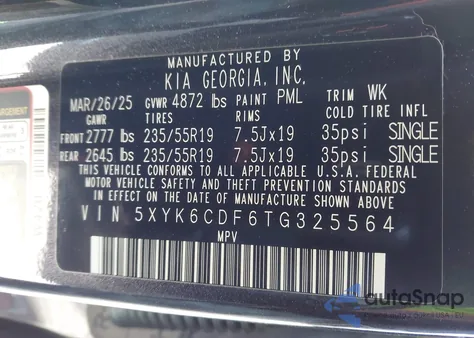 MANUFACTURED BY
KIA GEORGIA, INC.
MAR/26/25 GVWR 4872 lbs PAINT PML TRIM WK
GAWR TIRES RIMS COLD TIRE INFL
FRONT 2777 lbs 235/55R19 7.5Jx19 35psi SINGLE
REAR 2645 lbs 235/55R19 7.5Jx19 35psi SINGLE
THIS VEHICLE CONFORMS TO ALL APPLICABLE U.S.A. FEDERAL
MOTOR VEHICLE SAFETY, BUMPER, AND THEFT PREVENTION STANDARDS
IN EFFECT ON THE DATE OF MANUFACTURE SHOWN ABOVE.
VIN 5XYK6CDF6TG325564
MPV
autoSnap